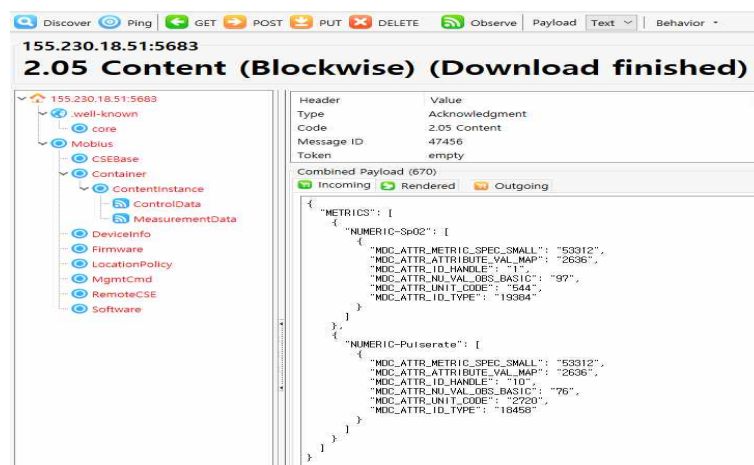 Discover Ping GET POST PUT DELETE Observe Payload Text Behavior
155.230.18.51:5683
2.05 Content (Blockwise) (Download finished)
155.230.18.51:5683
.well-known
core
Mobius
CSEBase
Container
ContentInstance
ControlData
MeasurementData
DeviceInfo
Firmware
LocationPolicy
MgmtCmd
RemoteCSE
Software
Header Value
Type Acknowledgment
Code 2.05 Content
Message ID 47456
Token empty
Combined Payload (670)
Incoming Rendered Outgoing
{
"METRICS": [
{
"NUMERIC-SpO2": [
{
"MDC_ATTR_METRIC_SPEC_SMALL": "53312",
"MDC_ATTR_ATTRIBUTE_VAL_MAP": "2636",
"MDC_ATTR_ID_HANDLE": "1",
"MDC_ATTR_NU_VAL_OBS_BASIC": "97",
"MDC_ATTR_UNIT_CODE": "544",
"MDC_ATTR_ID_TYPE": "19384"
}
]
},
{
"NUMERIC-Pulserate": [
{
"MDC_ATTR_METRIC_SPEC_SMALL": "53312",
"MDC_ATTR_ATTRIBUTE_VAL_MAP": "2636",
"MDC_ATTR_ID_HANDLE": "10",
"MDC_ATTR_NU_VAL_OBS_BASIC": "76",
"MDC_ATTR_UNIT_CODE": "2720",
"MDC_ATTR_ID_TYPE": "18458"
}
]
}
]
}